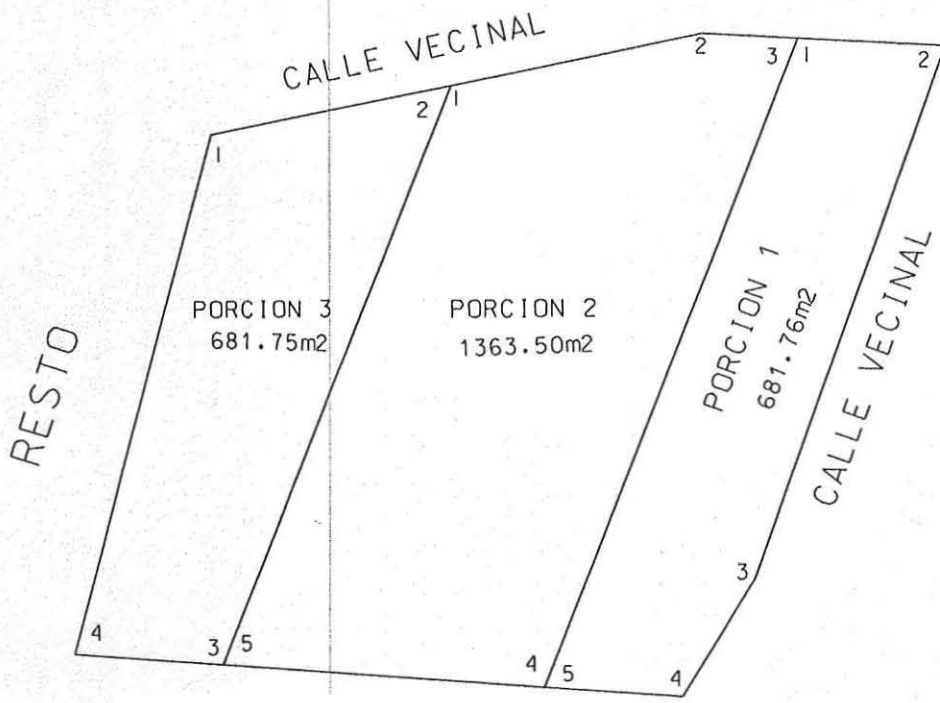 CALLE VECINAL
2
3
1
2
2
1
1
PORCION 3
681.75m2
PORCION 2
1363.50m2
PORCION 1
681.76m2
RESTO
CALLE VECINAL
3
4
3
5
4
5
4